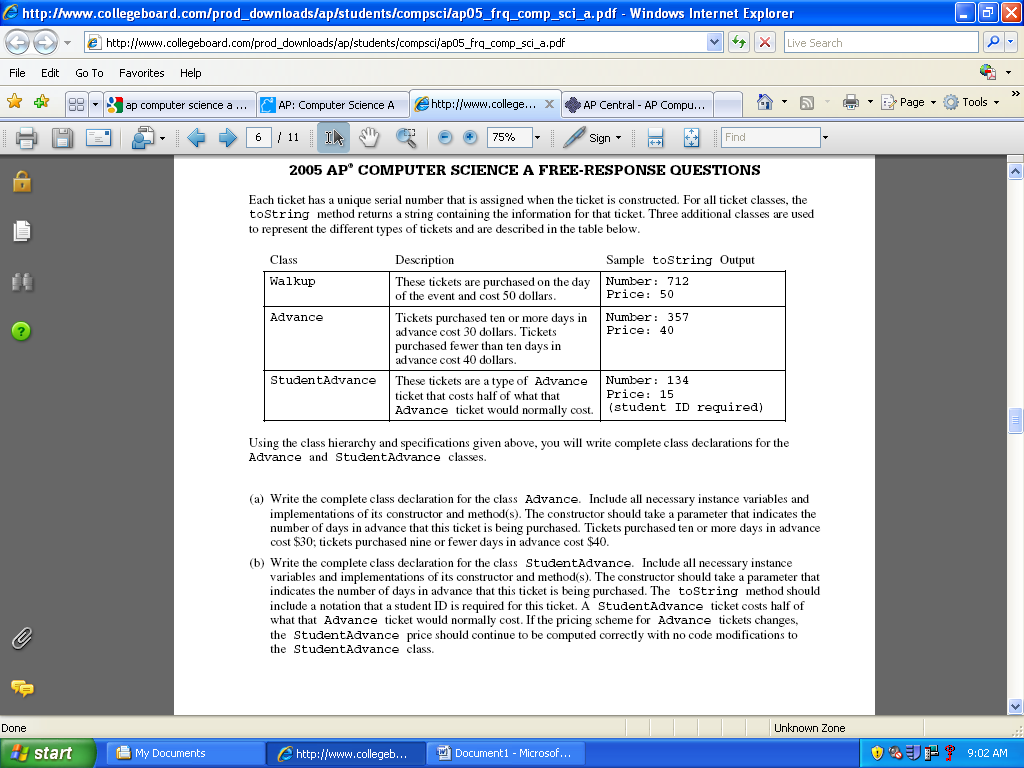 http://www.collegeboard.com/prod_downloads/ap/students/compsci/ap05_frq_comp_sci_a.pdf - Windows Internet Explorer
http://www.collegeboard.com/prod_downloads/ap/students/compsci/ap05_frq_comp_sci_a.pdf Live Search
File Edit Go To Favorites Help
ap computer science a ... AP: Computer Science A http://www.college... AP Central - AP Compu... Page Tools
6 / 11 75% Sign Find
2005 AP® COMPUTER SCIENCE A FREE-RESPONSE QUESTIONS
Each ticket has a unique serial number that is assigned when the ticket is constructed. For all ticket classes, the
toString method returns a string containing the information for that ticket. Three additional classes are used
to represent the different types of tickets and are described in the table below.
Class Description Sample toString Output
Walkup These tickets are purchased on the day Number: 712
of the event and cost 50 dollars. Price: 50
Advance Tickets purchased ten or more days in Number: 357
advance cost 30 dollars. Tickets Price: 40
purchased fewer than ten days in
advance cost 40 dollars.
StudentAdvance These tickets are a type of Advance Number: 134
ticket that costs half of what that Price: 15
Advance ticket would normally cost. (student ID required)
Using the class hierarchy and specifications given above, you will write complete class declarations for the
Advance and StudentAdvance classes.
(a) Write the complete class declaration for the class Advance. Include all necessary instance variables and
implementations of its constructor and method(s). The constructor should take a parameter that indicates the
number of days in advance that this ticket is being purchased. Tickets purchased ten or more days in advance
cost $30; tickets purchased nine or fewer days in advance cost $40.
(b) Write the complete class declaration for the class StudentAdvance. Include all necessary instance
variables and implementations of its constructor and method(s). The constructor should take a parameter that
indicates the number of days in advance that this ticket is being purchased. The toString method should
include a notation that a student ID is required for this ticket. A StudentAdvance ticket costs half of
what that Advance ticket would normally cost. If the pricing scheme for Advance tickets changes,
the StudentAdvance price should continue to be computed correctly with no code modifications to
the StudentAdvance class.
Done Unknown Zone
start My Documents http://www.collegeb... Document1 - Microsof... 9:02 AM